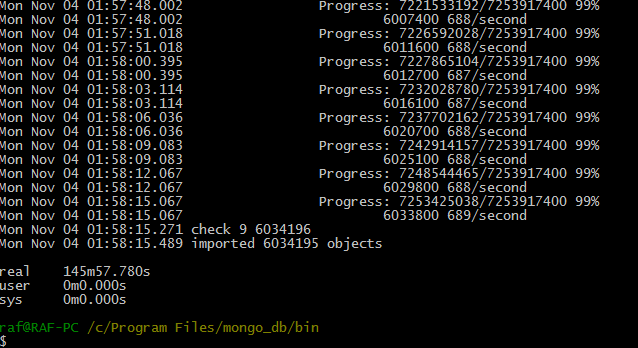 Mon Nov 04 01:57:48.002 Progress: 7221533192/7253917400 99%
Mon Nov 04 01:57:48.002 6007400 688/second
Mon Nov 04 01:57:51.018 Progress: 7226592028/7253917400 99%
Mon Nov 04 01:57:51.018 6011600 688/second
Mon Nov 04 01:58:00.395 Progress: 7227865104/7253917400 99%
Mon Nov 04 01:58:00.395 6012700 687/second
Mon Nov 04 01:58:03.114 Progress: 7232028780/7253917400 99%
Mon Nov 04 01:58:03.114 6016100 687/second
Mon Nov 04 01:58:06.036 Progress: 7237702162/7253917400 99%
Mon Nov 04 01:58:06.036 6020700 688/second
Mon Nov 04 01:58:09.083 Progress: 7242914157/7253917400 99%
Mon Nov 04 01:58:09.083 6025100 688/second
Mon Nov 04 01:58:12.067 Progress: 7248544465/7253917400 99%
Mon Nov 04 01:58:12.067 6029800 688/second
Mon Nov 04 01:58:15.067 Progress: 7253425038/7253917400 99%
Mon Nov 04 01:58:15.067 6033800 689/second
Mon Nov 04 01:58:15.271 check 9 6034196
Mon Nov 04 01:58:15.489 imported 6034195 objects
real 145m57.780s
user 0m0.000s
sys 0m0.000s
raf@RAF-PC /c/Program Files/mongo_db/bin
$